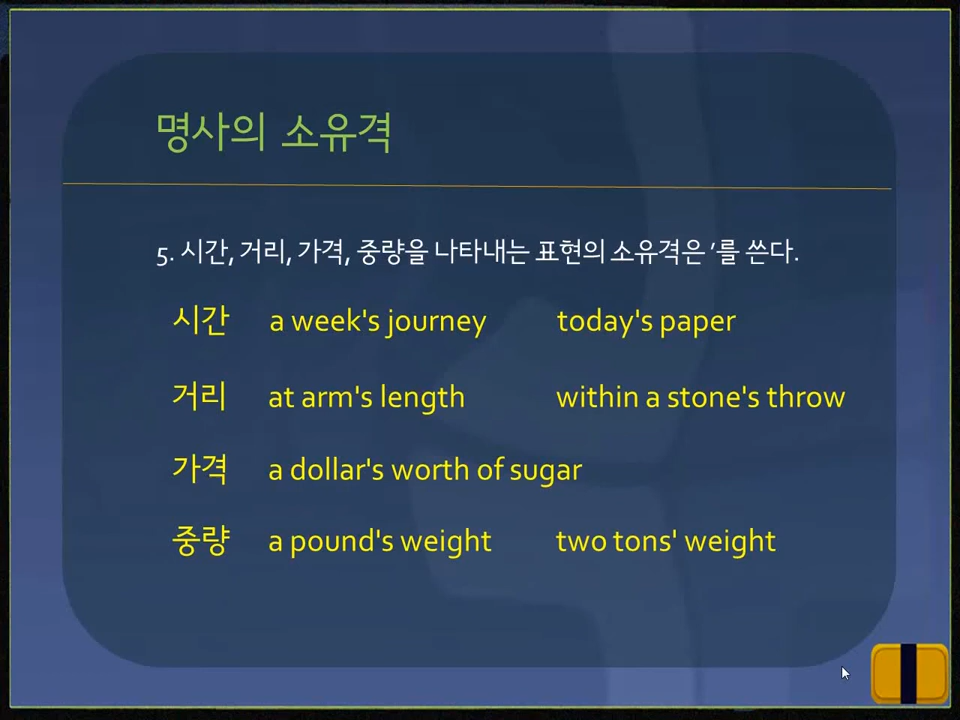 명사의 소유격
5. 시간, 거리, 가격, 중량을 나타내는 표현의 소유격은 ’를 쓴다.
시간 a week's journey today's paper
거리 at arm's length within a stone's throw
가격 a dollar's worth of sugar
중량 a pound's weight two tons' weight